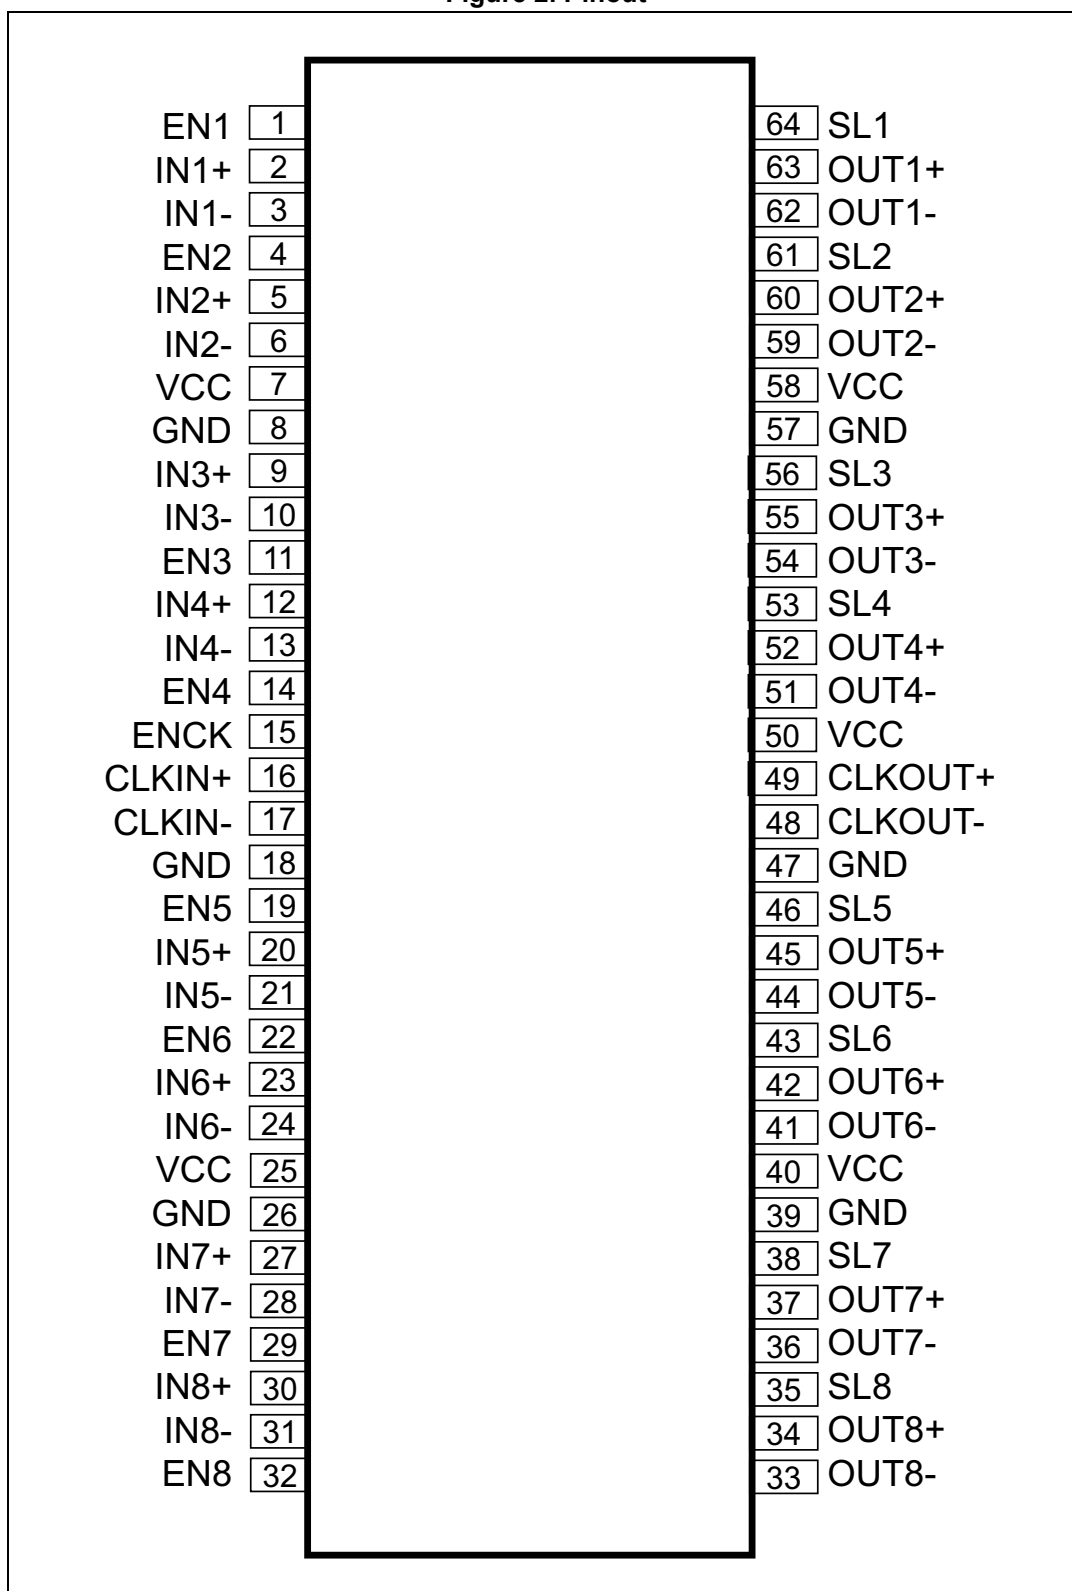 Figure 2. Pinout
EN1 1 64 SL1
IN1+ 2 63 OUT1+
IN1- 3 62 OUT1-
EN2 4 61 SL2
IN2+ 5 60 OUT2+
IN2- 6 59 OUT2-
VCC 7 58 VCC
GND 8 57 GND
IN3+ 9 56 SL3
IN3- 10 55 OUT3+
EN3 11 54 OUT3-
IN4+ 12 53 SL4
IN4- 13 52 OUT4+
EN4 14 51 OUT4-
ENCK 15 50 VCC
CLKIN+ 16 49 CLKOUT+
CLKIN- 17 48 CLKOUT-
GND 18 47 GND
EN5 19 46 SL5
IN5+ 20 45 OUT5+
IN5- 21 44 OUT5-
EN6 22 43 SL6
IN6+ 23 42 OUT6+
IN6- 24 41 OUT6-
VCC 25 40 VCC
GND 26 39 GND
IN7+ 27 38 SL7
IN7- 28 37 OUT7+
EN7 29 36 OUT7-
IN8+ 30 35 SL8
IN8- 31 34 OUT8+
EN8 32 33 OUT8-